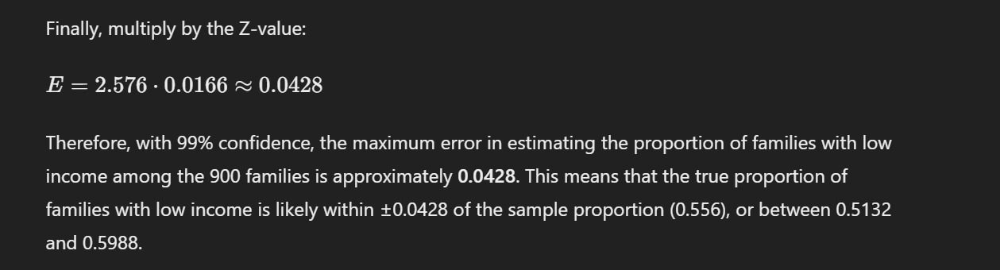 Finally, multiply by the Z-value:
E = 2.576 · 0.0166 ≈ 0.0428
Therefore, with 99% confidence, the maximum error in estimating the proportion of families with low
income among the 900 families is approximately 0.0428. This means that the true proportion of
families with low income is likely within ±0.0428 of the sample proportion (0.556), or between 0.5132
and 0.5988.